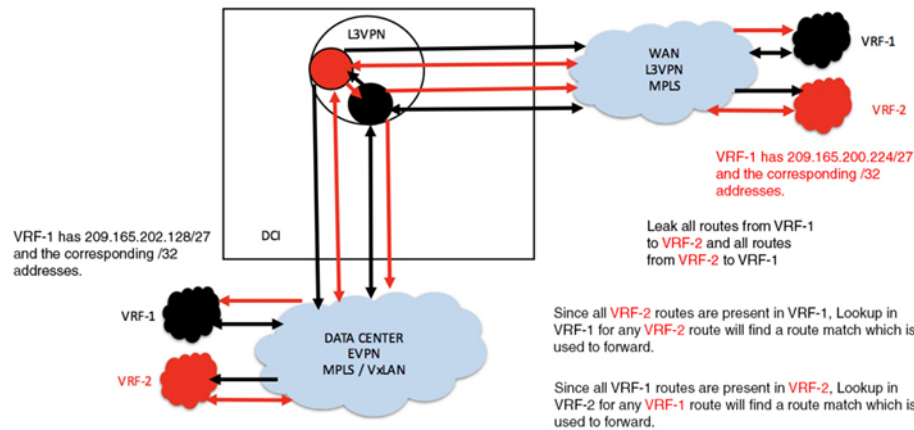 L3VPN
WAN
L3VPN
MPLS
VRF-1
VRF-2
VRF-1 has 209.165.200.224/27
and the corresponding /32
addresses.
DCI
VRF-1 has 209.165.202.128/27
and the corresponding /32
addresses.
Leak all routes from VRF-1
to VRF-2 and all routes
from VRF-2 to VRF-1
VRF-1
VRF-2
DATA CENTER
EVPN
MPLS / VxLAN
Since all VRF-2 routes are present in VRF-1, Lookup in
VRF-1 for any VRF-2 route will find a route match which is
used to forward.
Since all VRF-1 routes are present in VRF-2, Lookup in
VRF-2 for any VRF-1 route will find a route match which is
used to forward.